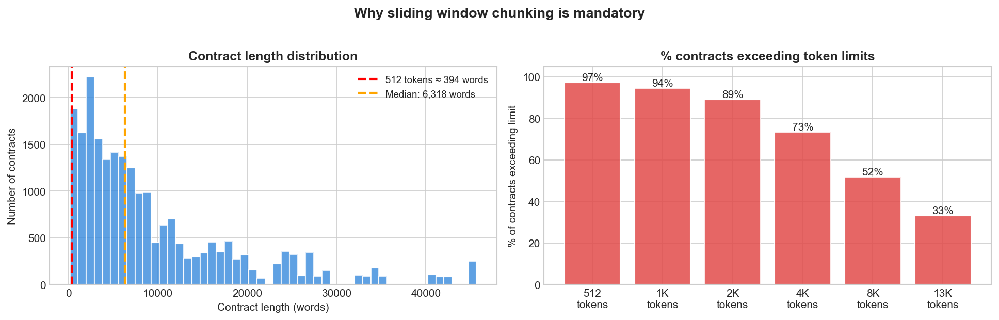 Why sliding window chunking is mandatory
Contract length distribution
512 tokens ≈ 394 words
Median: 6,318 words
Number of contracts
2000
1500
1000
500
0
0
10000
20000
30000
40000
Contract length (words)
% contracts exceeding token limits
% of contracts exceeding limit
100
80
60
40
20
0
97%
94%
89%
73%
52%
33%
512
tokens
1K
tokens
2K
tokens
4K
tokens
8K
tokens
13K
tokens